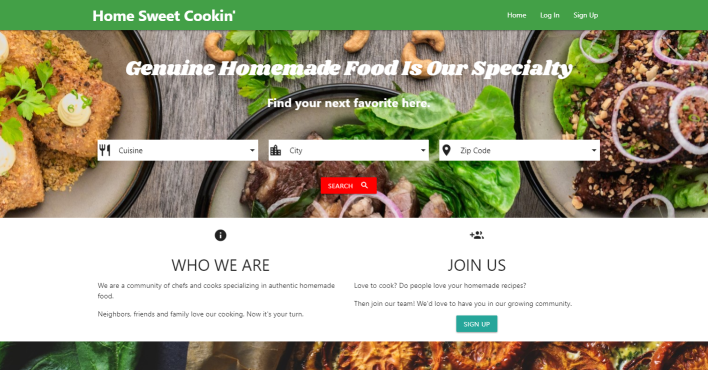 Home Sweet Cookin'
Home Log In Sign Up
Genuine Homemade Food Is Our Specialty
Find your next favorite here.
Cuisine City Zip Code
SEARCH
WHO WE ARE
We are a community of chefs and cooks specializing in authentic homemade
food.
Neighbors, friends and family love our cooking. Now it's your turn.
JOIN US
Love to cook? Do people love your homemade recipes?
Then join our team! We'd love to have you in our growing community.
SIGN UP